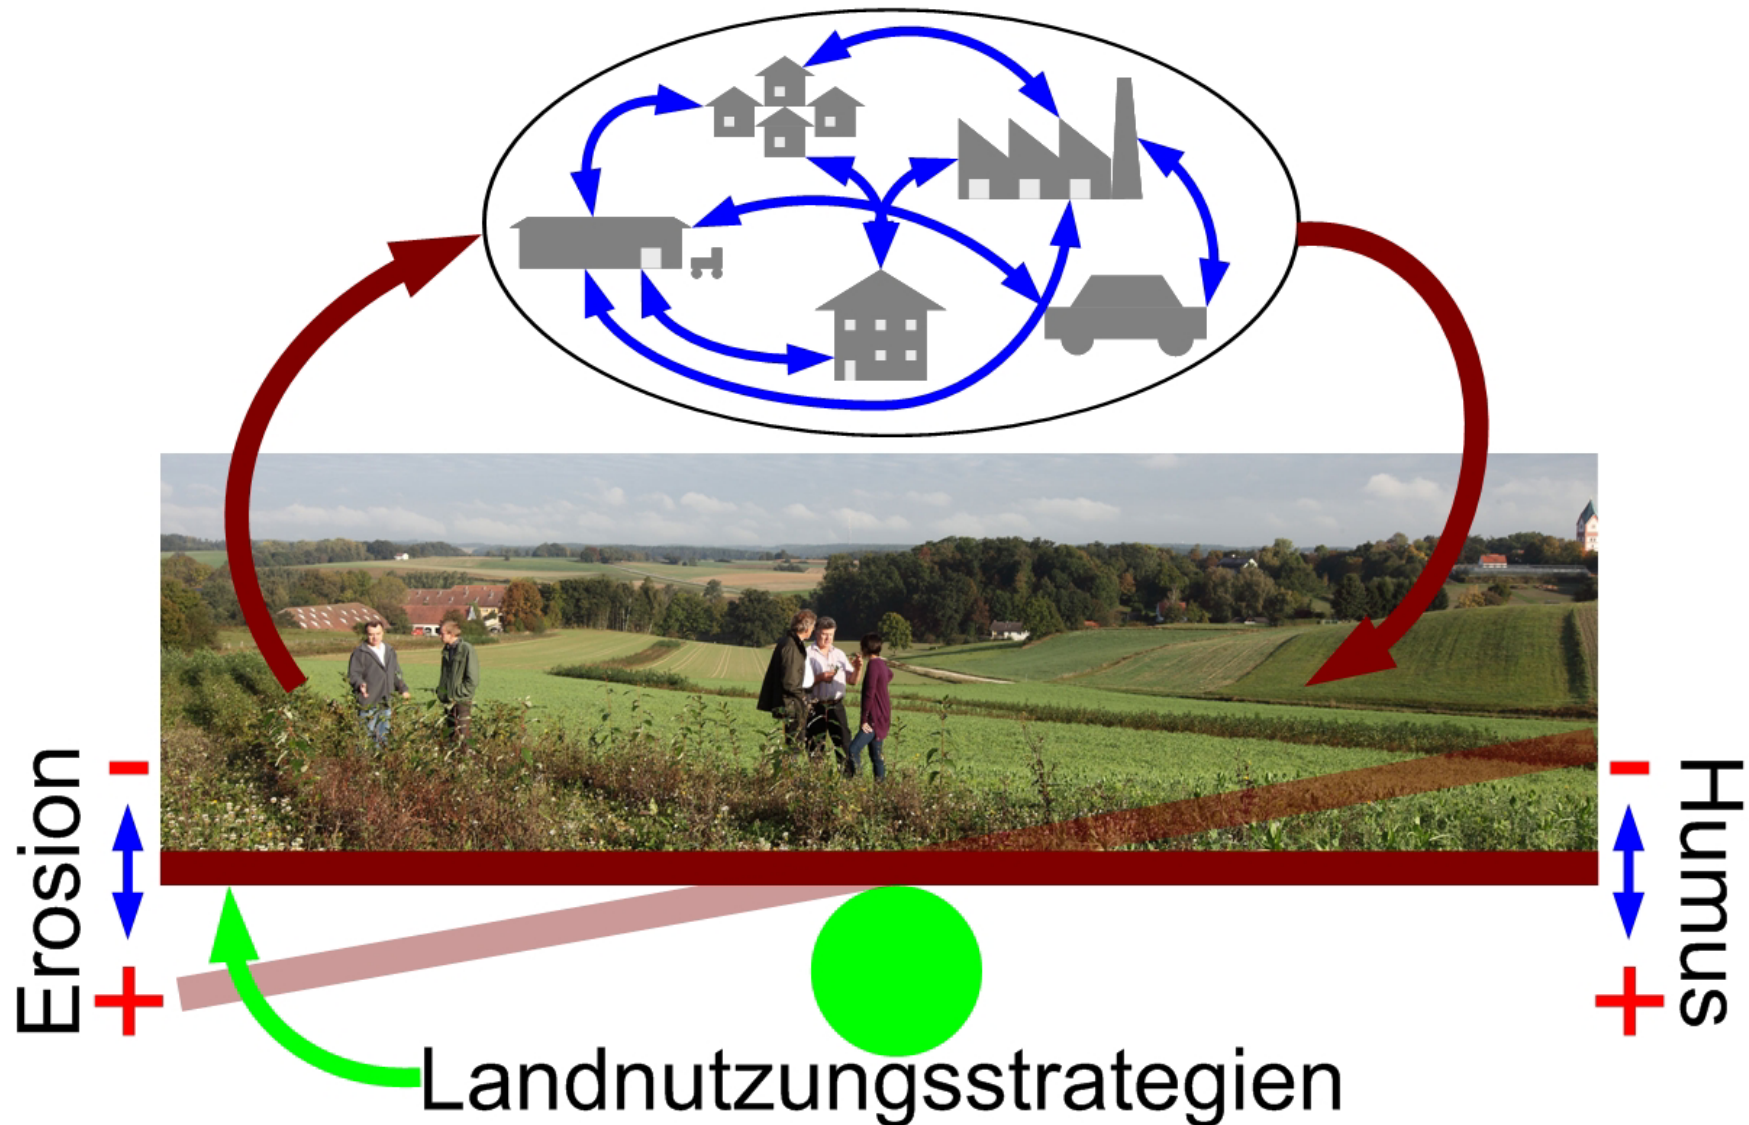 Erosion
-
+
-
+
Humus
Landnutzungsstrategien